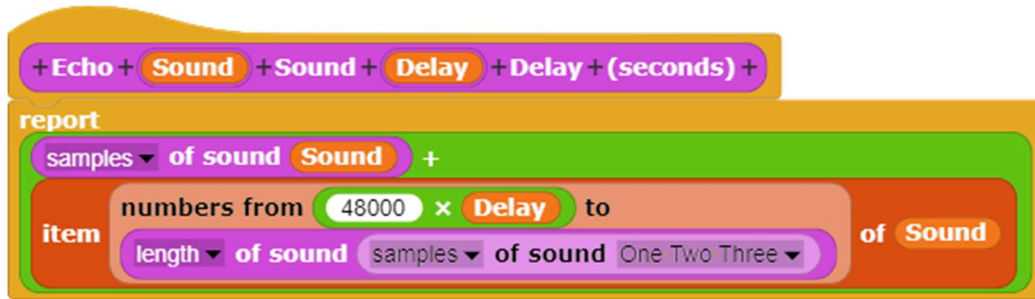 +Echo+ Sound +Sound+ Delay +Delay+(seconds)+
report
samples of sound Sound +
numbers from 48000 × Delay to
item of Sound
length of sound samples of sound One Two Three